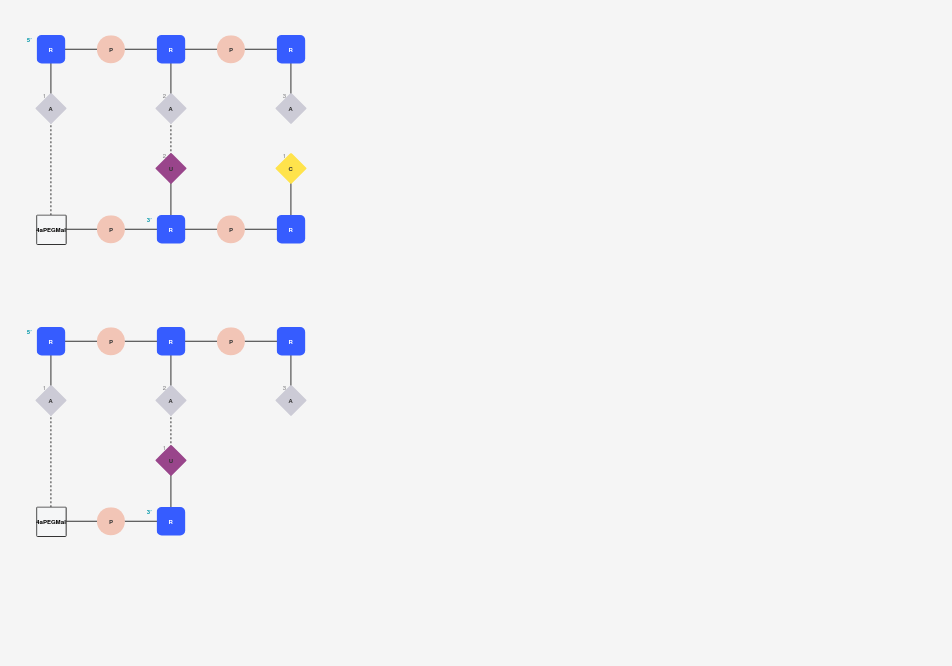 5'
R P R P R
1 2 3
A A A
2 1
U C
3'
4aPEGMal P R P R
5'
R P R P R
1 2 3
A A A
1
U
3'
4aPEGMal P R